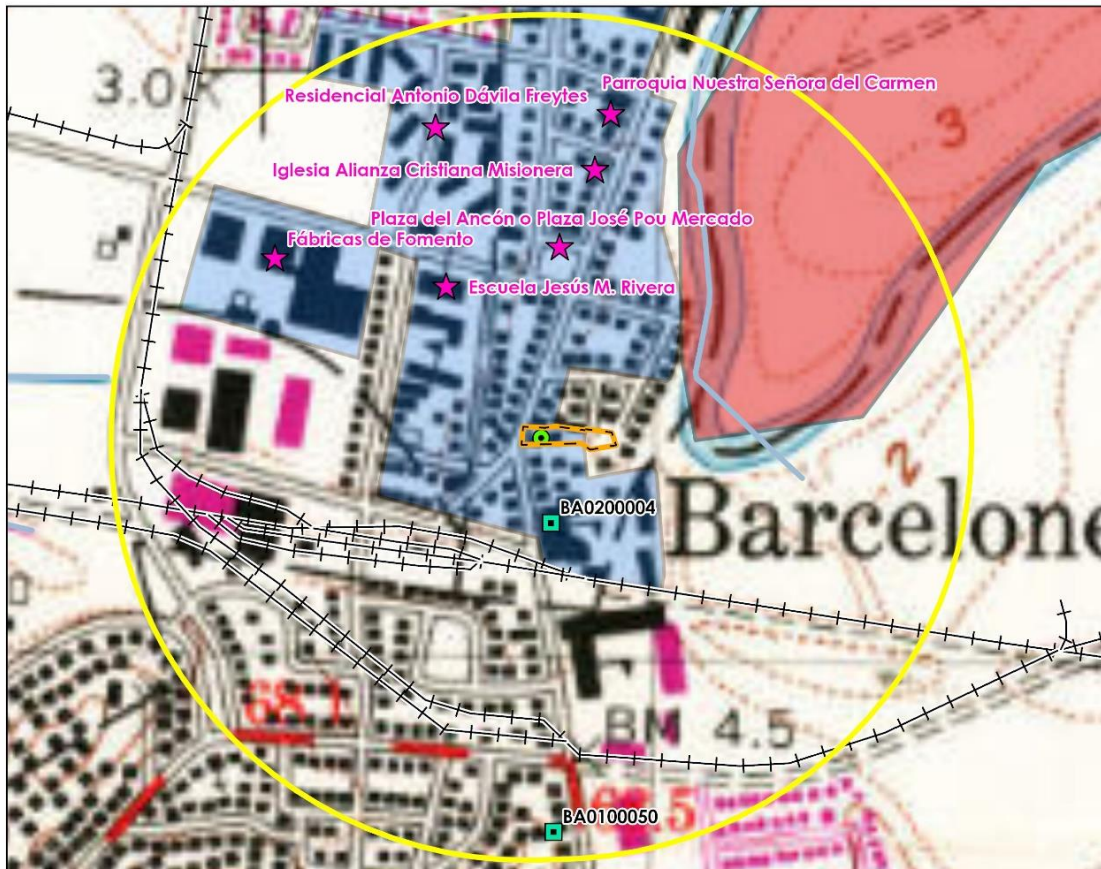 3.0 K
Parroquia Nuestra Señora del Carmen
Residencial Antonio Dávila Freytes
3
Iglesia Alianza Cristiana Misionera
Plaza del Ancón o Plaza José Pou Mercado
Fábricas de Fomento
Escuela Jesús M. Rivera
2
BA0200004
Barcelone
68.1
BM 4.5
BA0100050